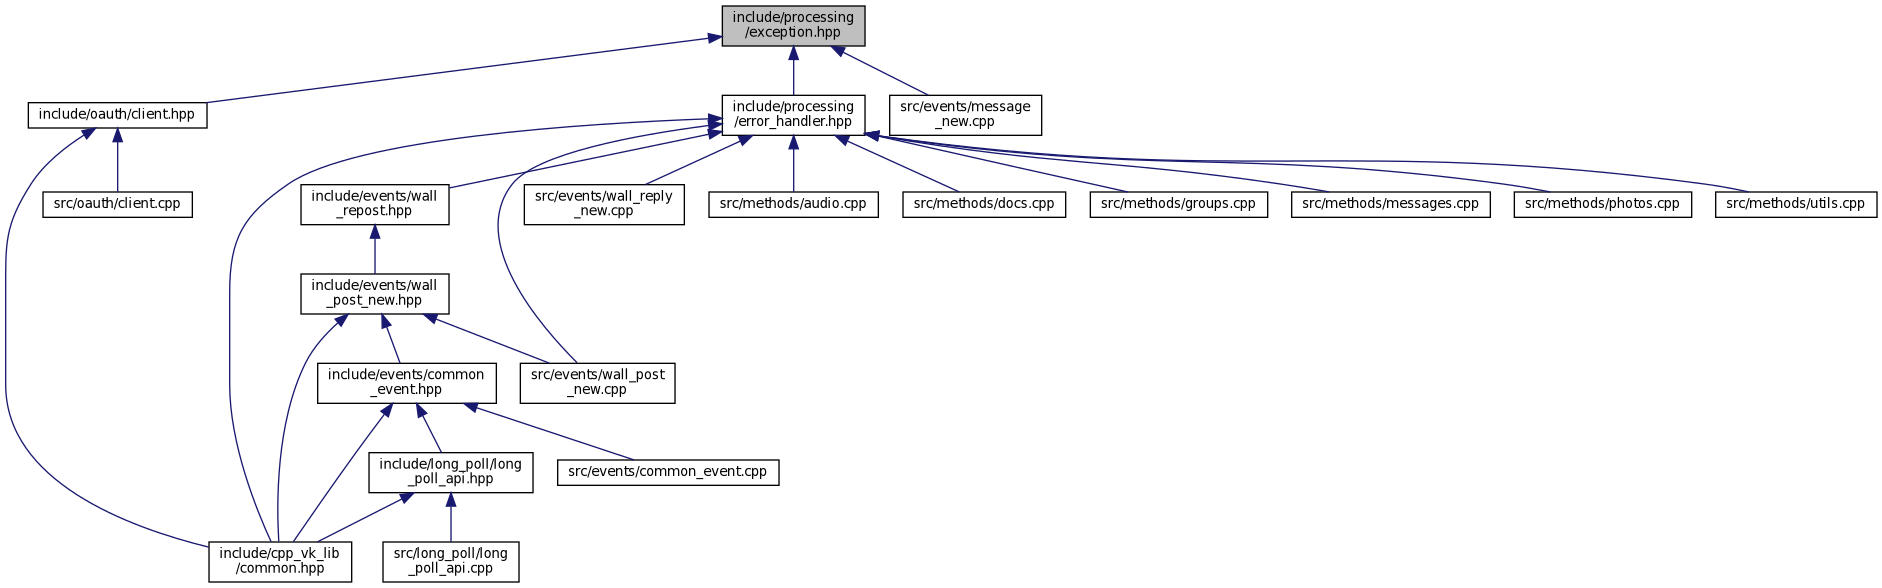 include/processing
/exception.hpp
include/oauth/client.hpp
include/processing
/error_handler.hpp
src/events/message
_new.cpp
src/oauth/client.cpp
include/events/wall
_repost.hpp
src/events/wall_reply
_new.cpp
src/methods/audio.cpp
src/methods/docs.cpp
src/methods/groups.cpp
src/methods/messages.cpp
src/methods/photos.cpp
src/methods/utils.cpp
include/events/wall
_post_new.hpp
include/events/common
_event.hpp
src/events/wall_post
_new.cpp
include/long_poll/long
_poll_api.hpp
src/events/common_event.cpp
include/cpp_vk_lib
/common.hpp
src/long_poll/long
_poll_api.cpp